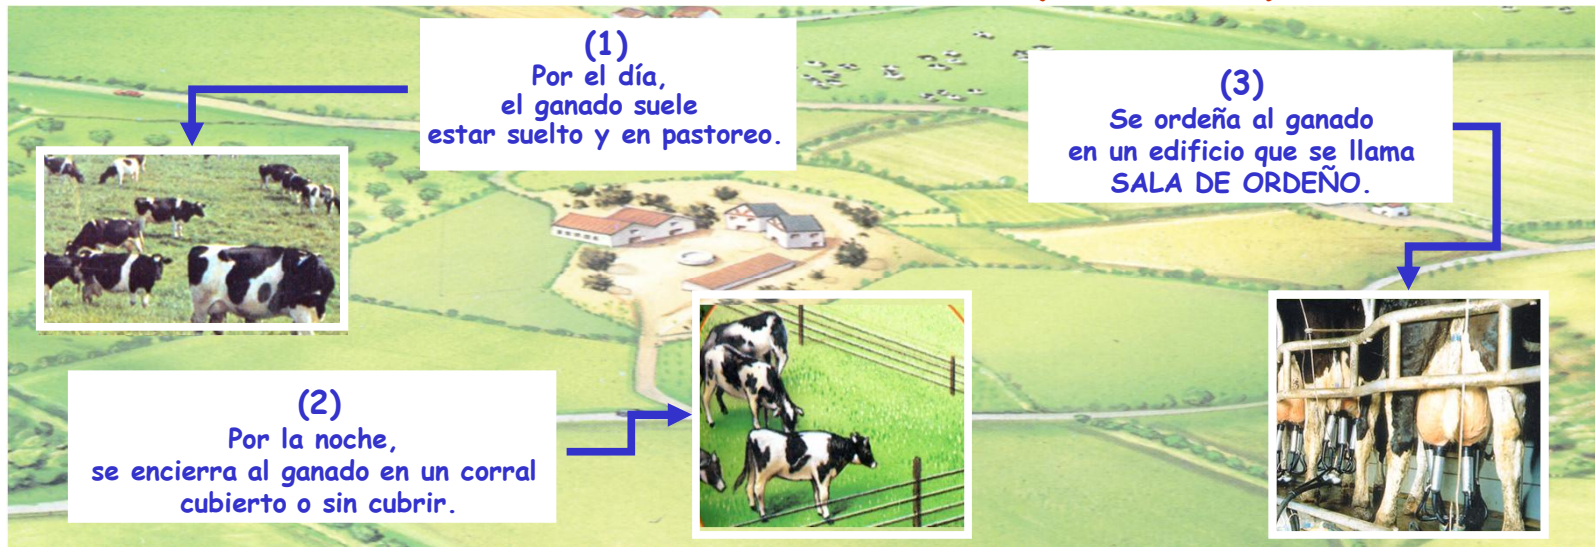 (1)
Por el día,
el ganado suele
estar suelto y en pastoreo.
(2)
Por la noche,
se encierra al ganado en un corral
cubierto o sin cubrir.
(3)
Se ordeña al ganado
en un edificio que se llama
SALA DE ORDEÑO.